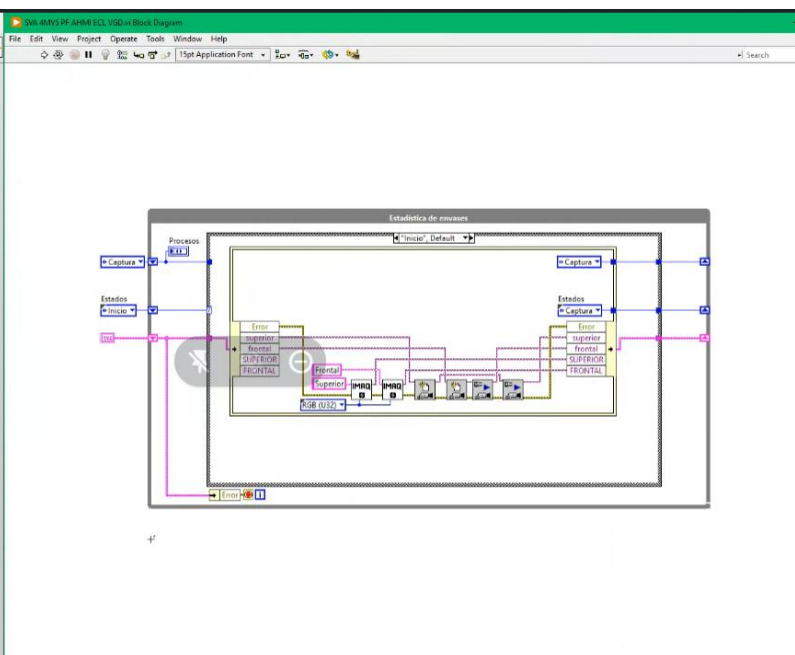 SVA 4MV5 PF AHMI ECL VGD.vi Block Diagram
File Edit View Project Operate Tools Window Help
15pt Application Font
Search
Estadística de envases
"Inicio", Default
Procesos
Captura
Captura
Estados
Inicio
Estados
Captura
Error
superior
frontal
SUPERIOR
FRONTAL
Error
superior
frontal
SUPERIOR
FRONTAL
Frontal
Superior
IMAQ
IMAQ
RGB (U32)
Error
i